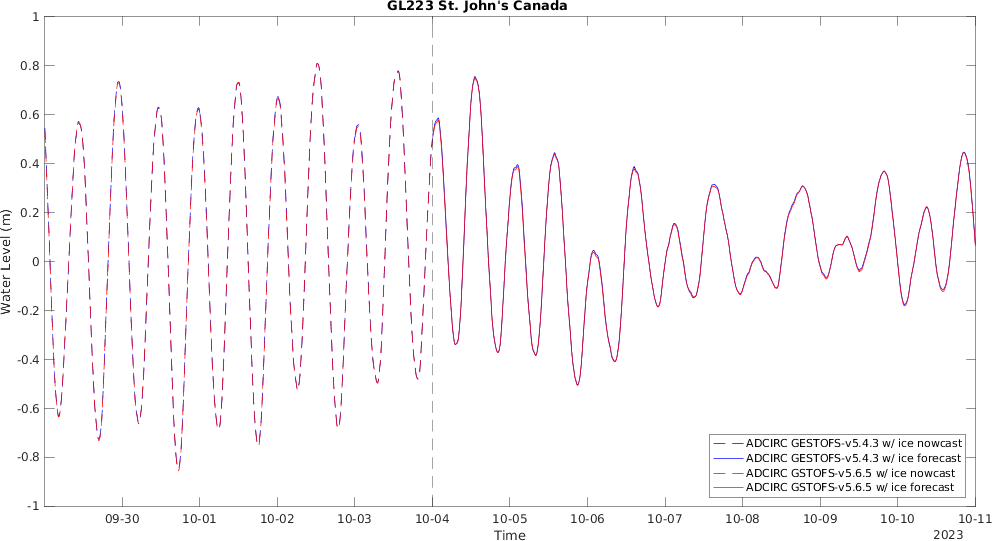 GL223 St. John's Canada
1
0.8
0.6
0.4
0.2
0
-0.2
-0.4
-0.6
-0.8
-1
Water Level (m)
ADCIRC GESTOFS-v5.4.3 w/ ice nowcast
ADCIRC GESTOFS-v5.4.3 w/ ice forecast
ADCIRC GSTOFS-v5.6.5 w/ ice nowcast
ADCIRC GSTOFS-v5.6.5 w/ ice forecast
09-30 10-01 10-02 10-03 10-04 10-05 10-06 10-07 10-08 10-09 10-10 10-11
Time
2023